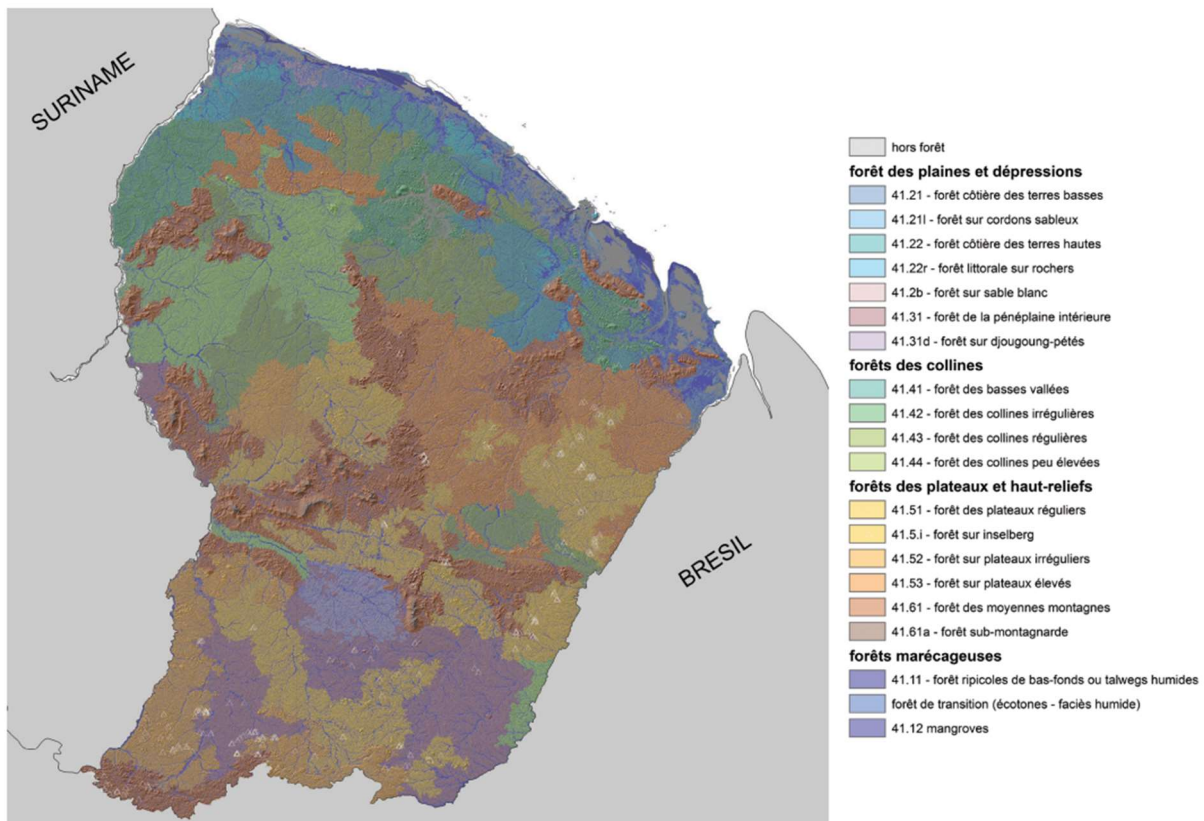 SURINAME
BRESIL
hors forêt
forêt des plaines et dépressions
41.21 - forêt côtière des terres basses
41.21l - forêt sur cordons sableux
41.22 - forêt côtière des terres hautes
41.22r - forêt littorale sur rochers
41.2b - forêt sur sable blanc
41.31 - forêt de la pénéplaine intérieure
41.31d - forêt sur djougoung-pétés
forêts des collines
41.41 - forêt des basses vallées
41.42 - forêt des collines irrégulières
41.43 - forêt des collines régulières
41.44 - forêt des collines peu élevées
forêts des plateaux et haut-reliefs
41.51 - forêt des plateaux réguliers
41.5.i - forêt sur inselberg
41.52 - forêt sur plateaux irréguliers
41.53 - forêt sur plateaux élevés
41.61 - forêt des moyennes montagnes
41.61a - forêt sub-montagnarde
forêts marécageuses
41.11 - forêt ripicoles de bas-fonds ou talwegs humides
forêt de transition (écotones - faciès humide)
41.12 mangroves